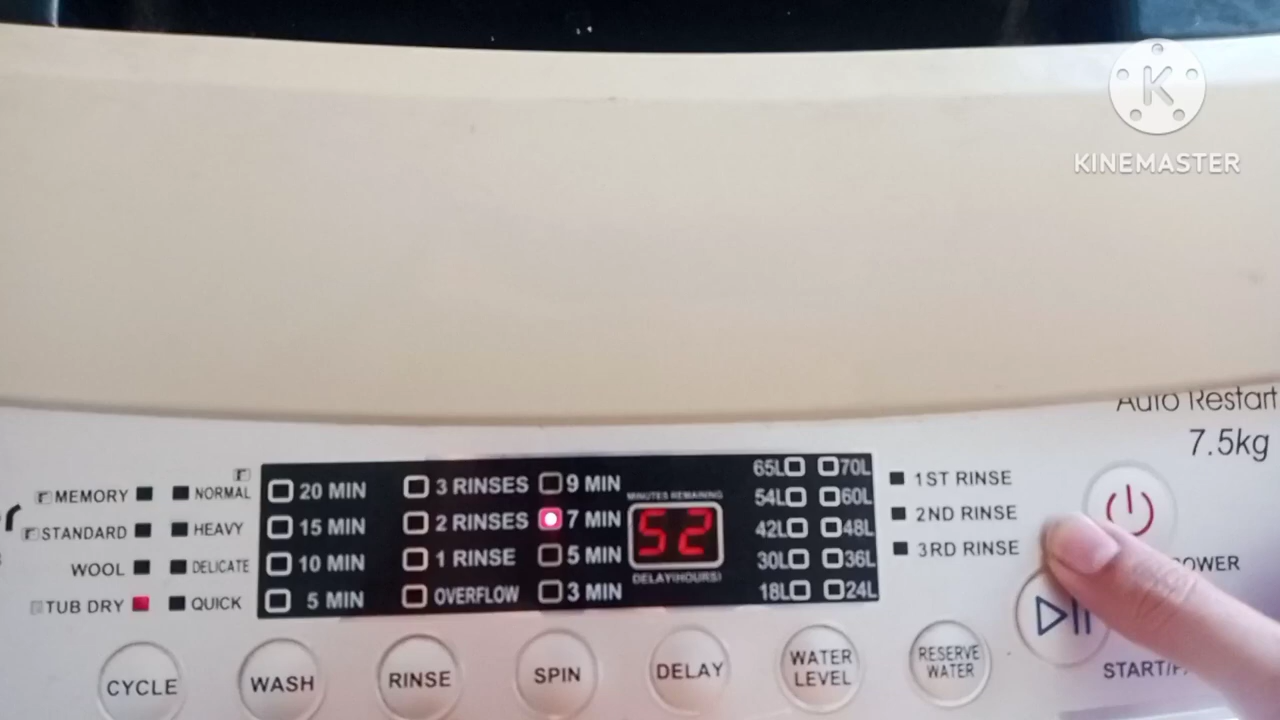 K
KINEMASTER
Auto Restart
7.5kg
MEMORY
NORMAL
STANDARD
HEAVY
WOOL
DELICATE
TUB DRY
QUICK
20 MIN
15 MIN
10 MIN
5 MIN
3 RINSES
2 RINSES
1 RINSE
OVERFLOW
9 MIN
7 MIN
5 MIN
3 MIN
MINUTES REMAINING
52
DELAY(HOURS)
65L 70L
54L 60L
42L 48L
30L 36L
18L 24L
1ST RINSE
2ND RINSE
3RD RINSE
CYCLE
WASH
RINSE
SPIN
DELAY
WATER
LEVEL
RESERVE
WATER